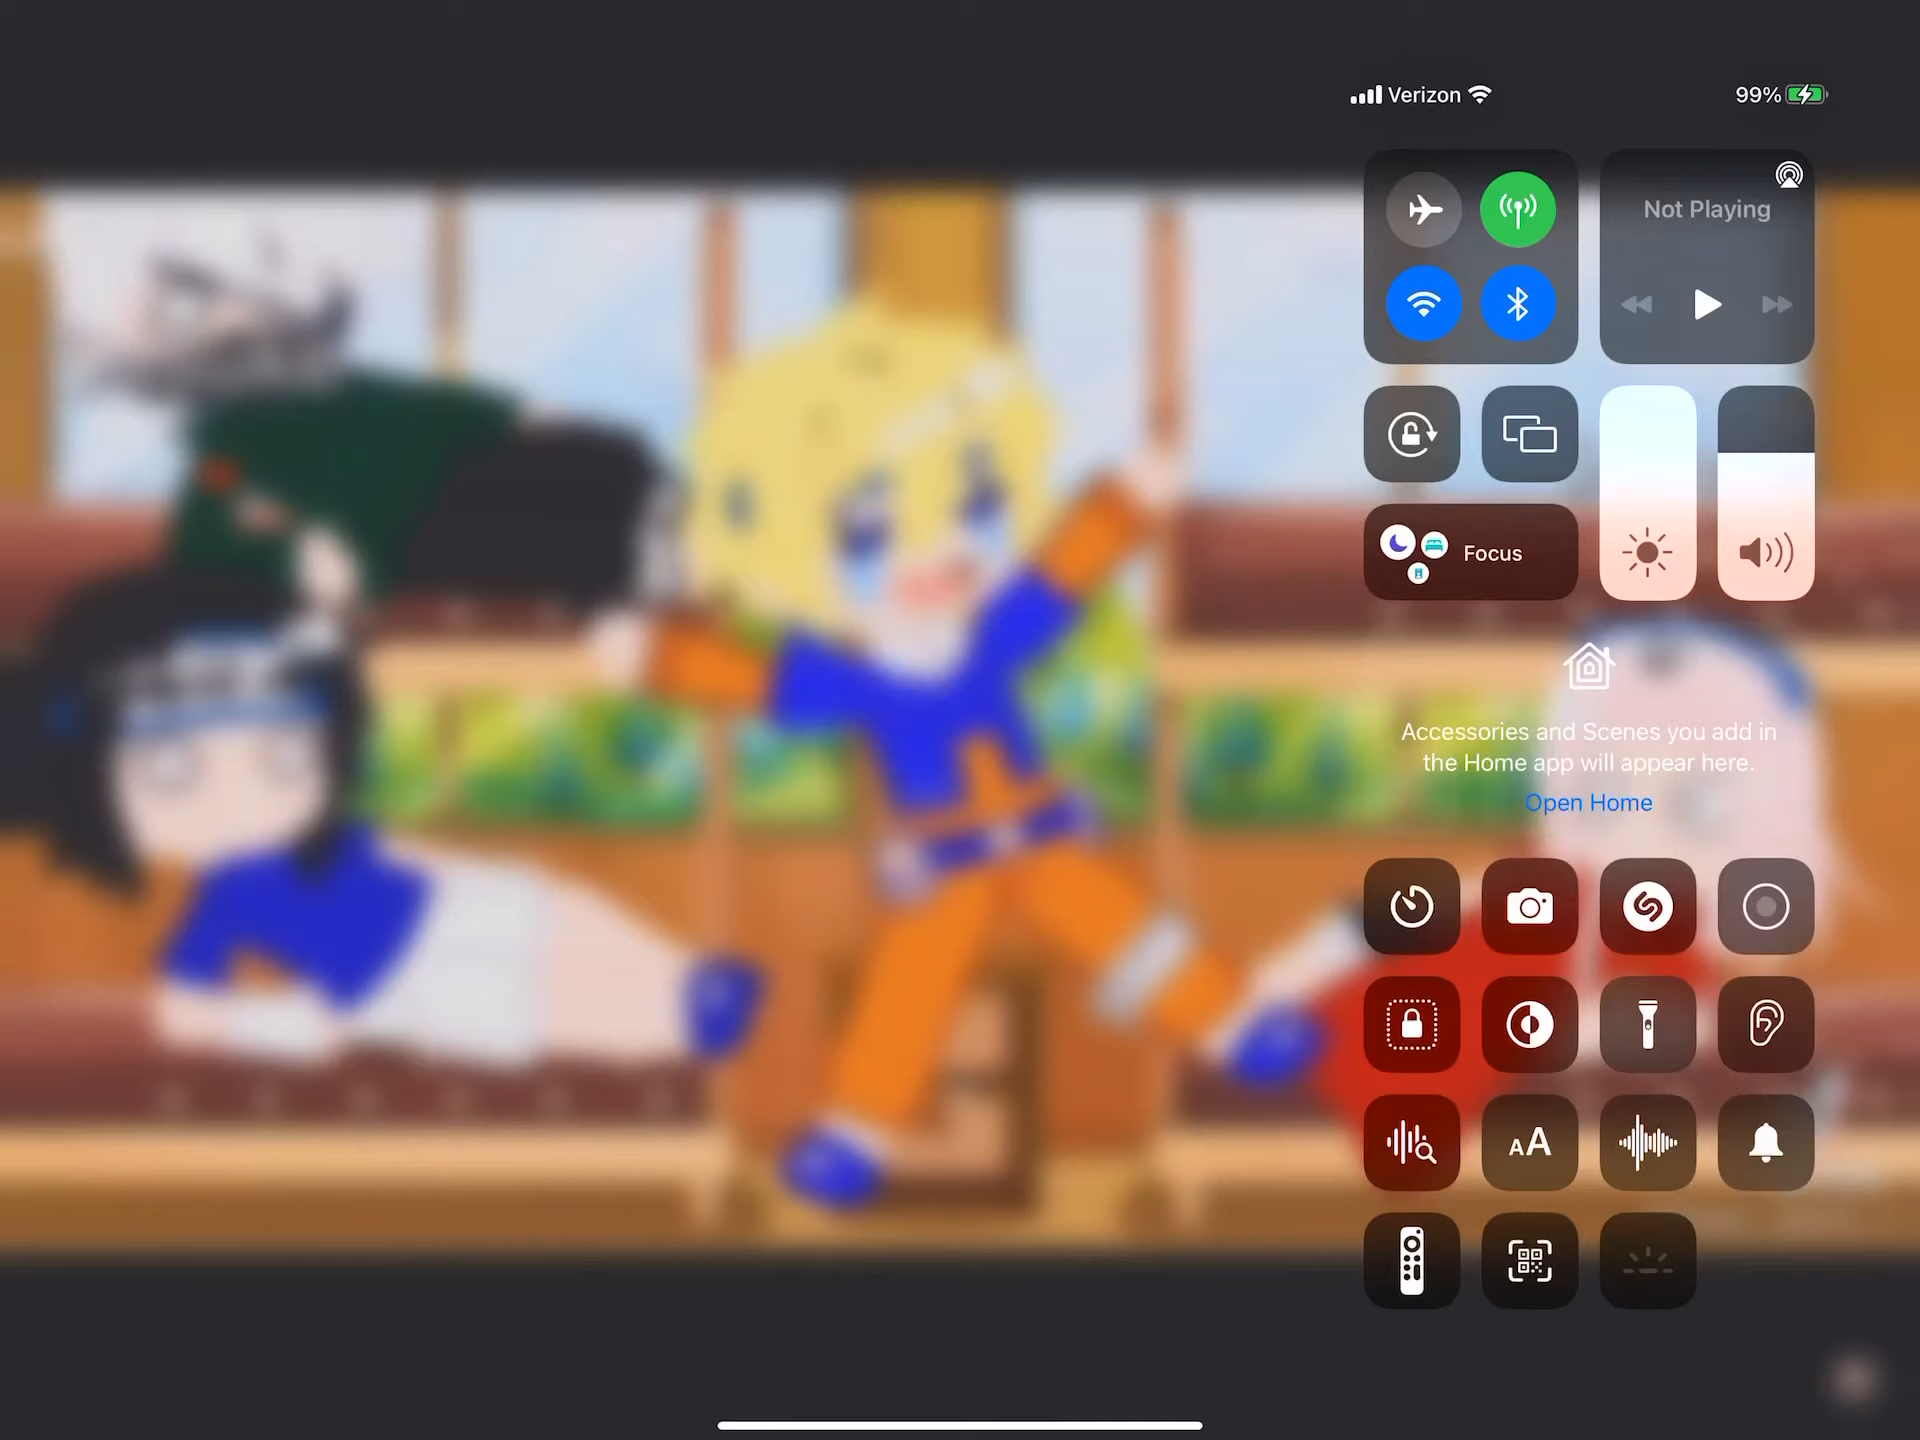 Verizon
99%
Not Playing
Focus
Accessories and Scenes you add in
the Home app will appear here.
Open Home
AA